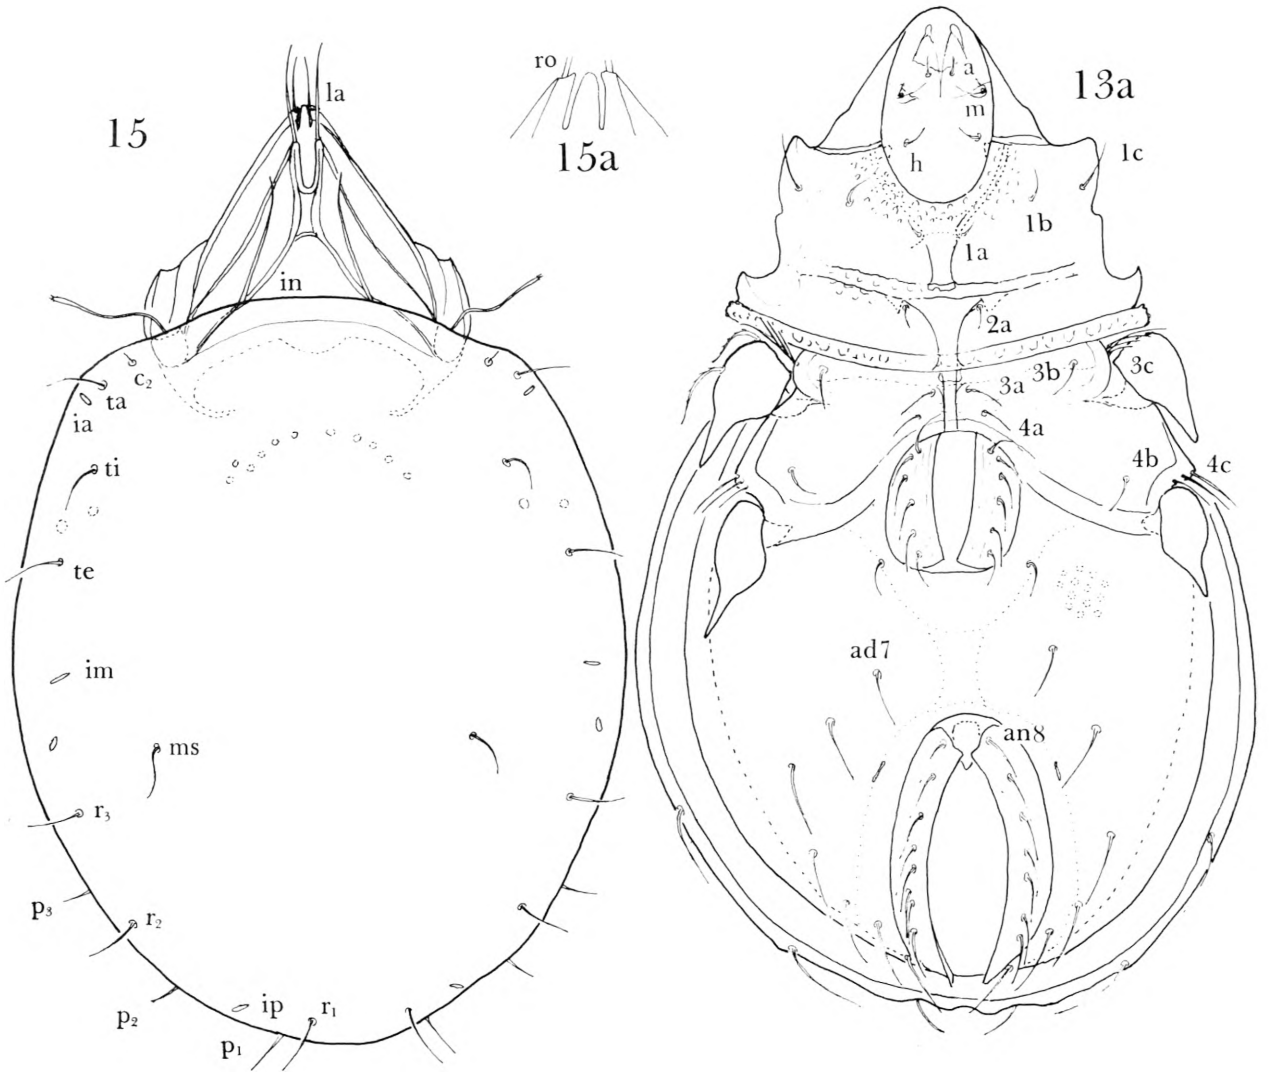 15
la
in
c₂
ta
ia
ti
te
im
ms
r₃
p₃
r₂
p₂
ip
r₁
p₁
ro
15a
13a
a
m
h
1c
1b
1a
2a
3a
3b
3c
4a
4b
4c
ad7
an8